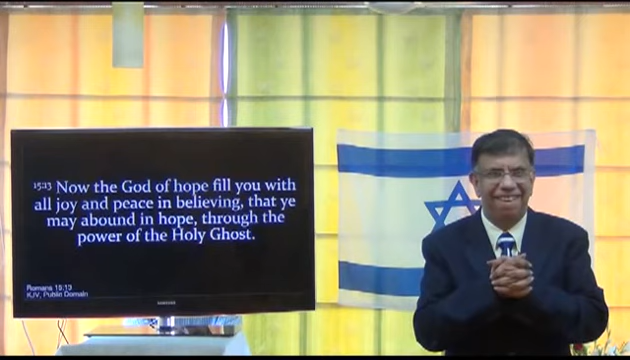 15:13 Now the God of hope fill you with
all joy and peace in believing, that ye
may abound in hope, through the
power of the Holy Ghost.
Romans 15:13
KJV, Public Domain
SAMSUNG